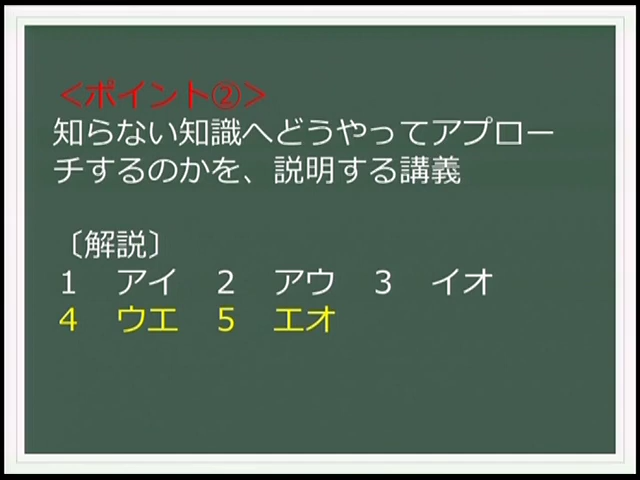 ＜ポイント②＞
知らない知識へどうやってアプロー
チするのかを、説明する講義
〔解説〕
1　アイ　2　アウ　3　イオ
4　ウエ　5　エオ